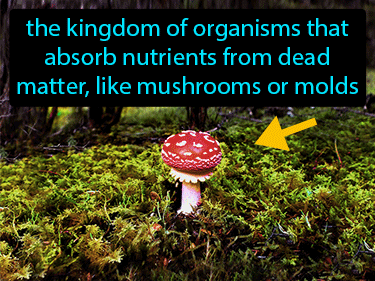 the kingdom of organisms that
absorb nutrients from dead
matter, like mushrooms or molds